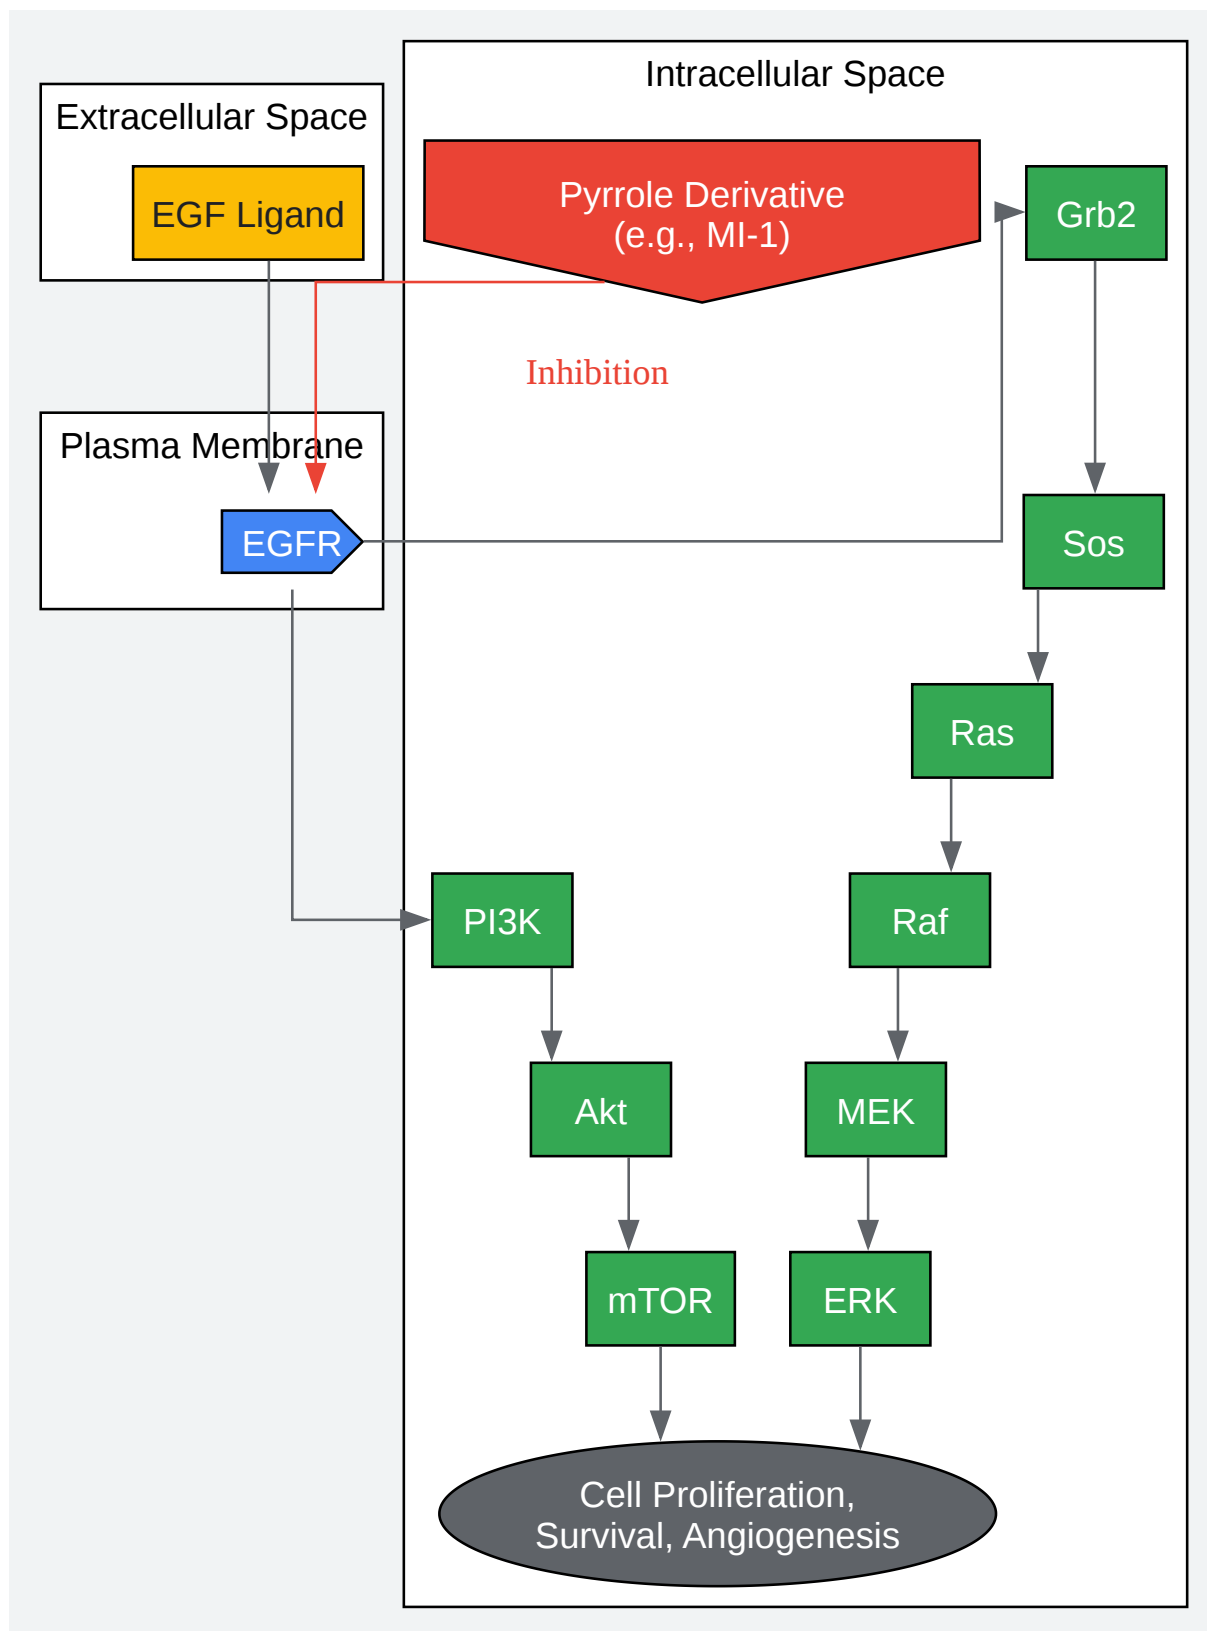 Intracellular Space
Extracellular Space
EGF Ligand
Pyrrole Derivative
(e.g., MI-1)
Grb2
Inhibition
Plasma Membrane
EGFR
Sos
Ras
PI3K
Raf
Akt
MEK
mTOR
ERK
Cell Proliferation,
Survival, Angiogenesis